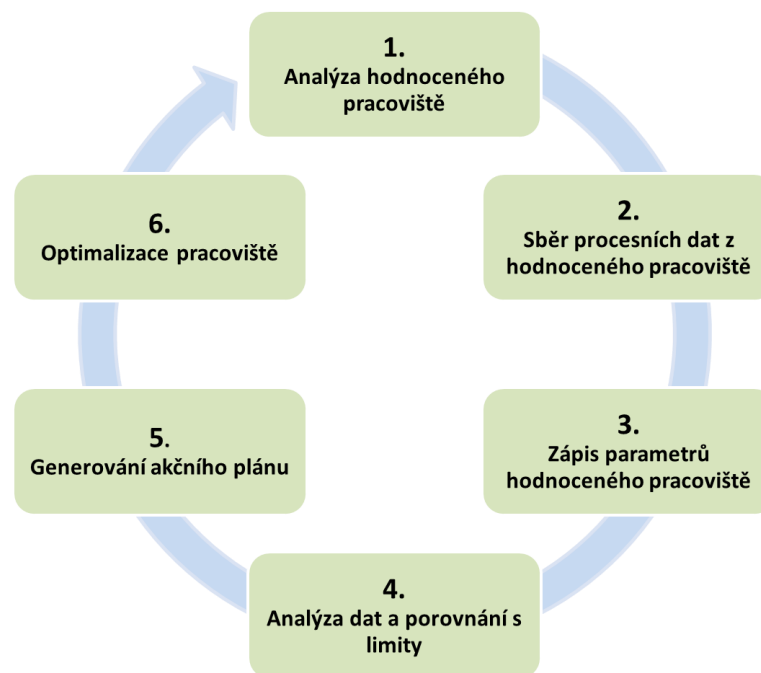 1.
Analýza hodnoceného
pracoviště
2.
Sběr procesních dat z
hodnoceného pracoviště
3.
Zápis parametrů
hodnoceného pracoviště
4.
Analýza dat a porovnání s
limity
5.
Generování akčního plánu
6.
Optimalizace pracoviště